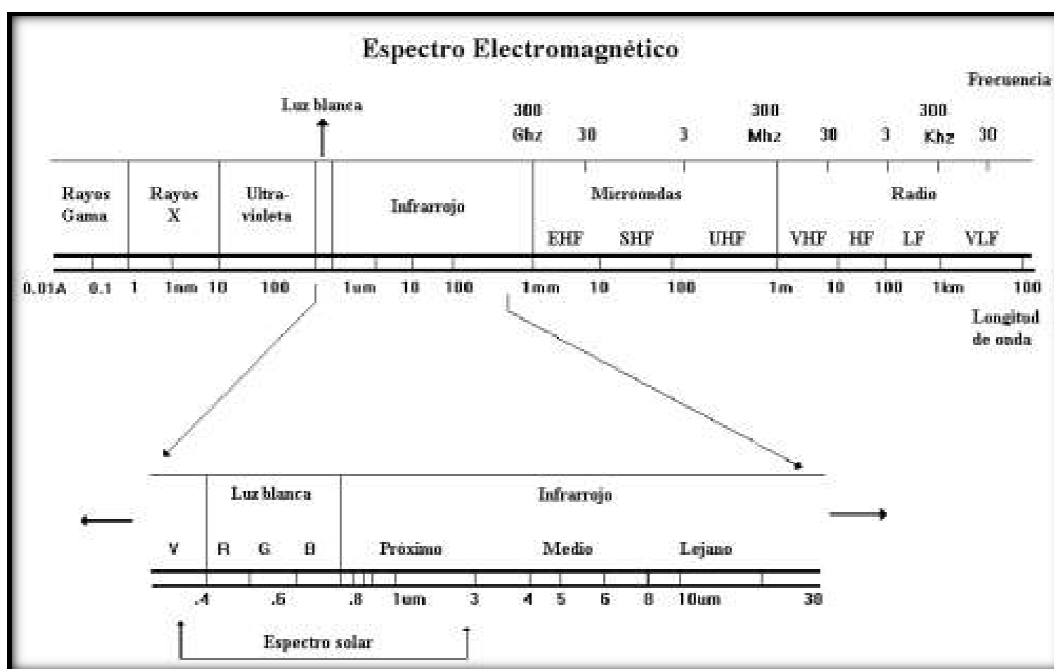 Espectro Electromagnético
Frecuencia
Luz blanca
300 Ghz 30 3 300 Mhz 30 3 300 Khz 30
Rayos Gama
Rayos X
Ultra-violeta
Infrarrojo
Microondas
Radio
EHF SHF UHF VHF HF LF VLF
0.01A 0.1 1 1nm 10 100 1um 10 100 1mm 10 100 1m 10 100 1km 100
Longitud de onda
Luz blanca
Infrarrojo
V R G B Próximo Medio Lejano
.4 .6 .8 1um 3 4 5 6 8 10um 30
Espectro solar